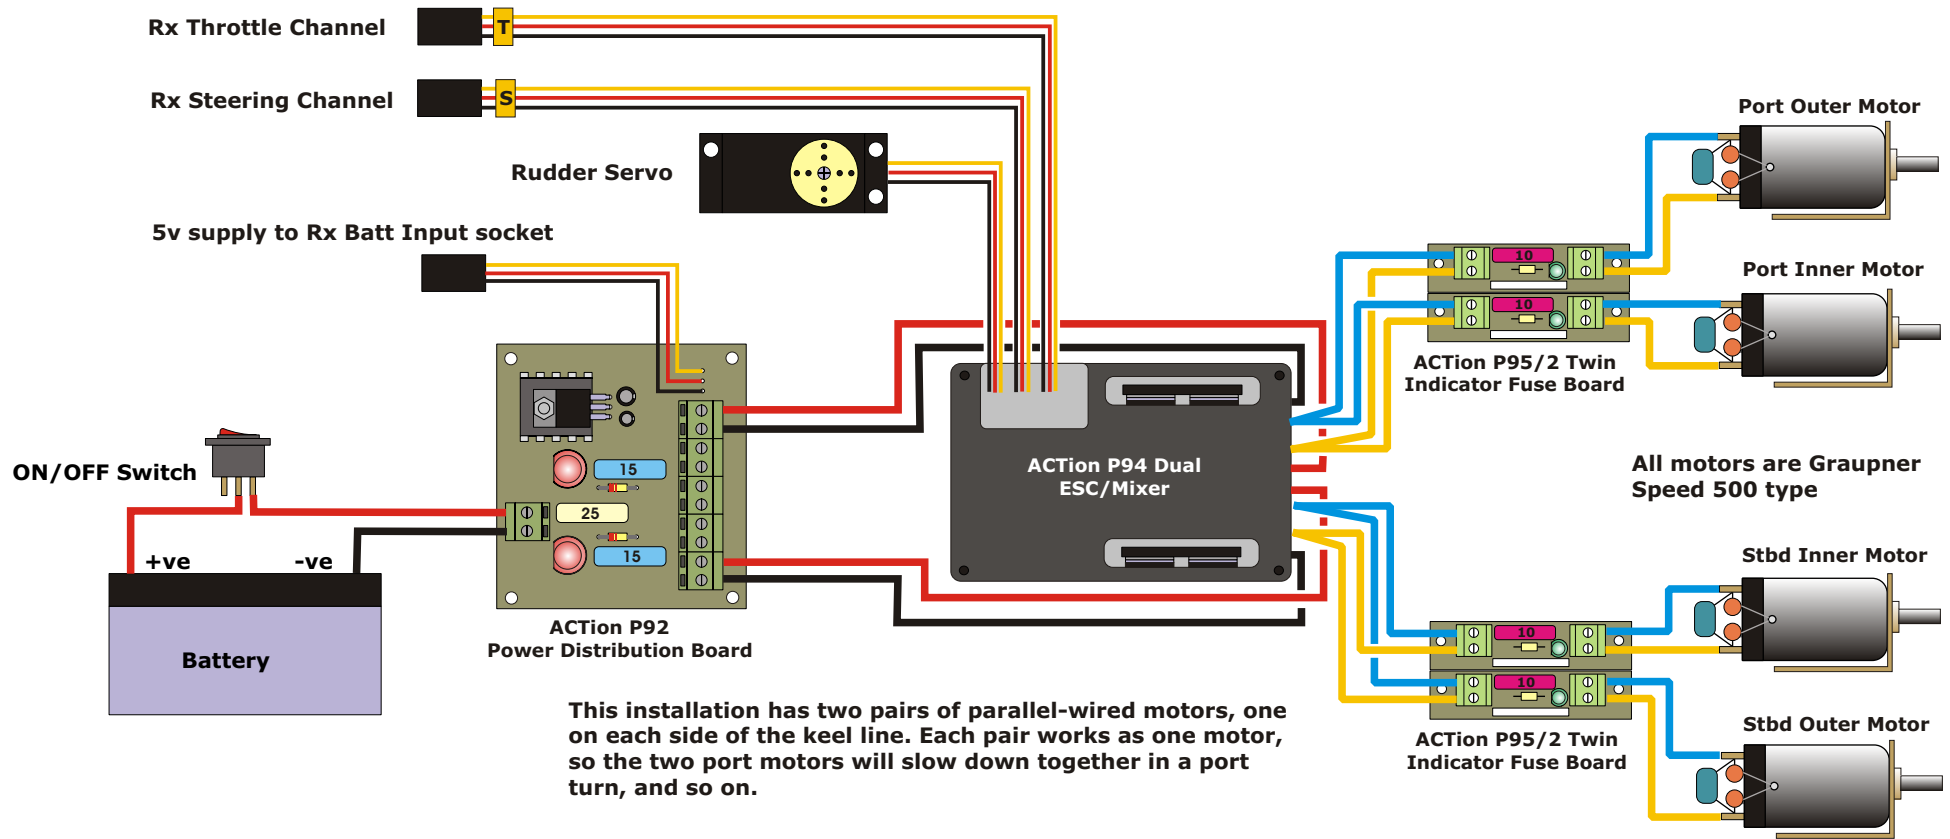 Rx Throttle Channel
T
Rx Steering Channel
S
Rudder Servo
5v supply to Rx Batt Input socket
Port Outer Motor
10
Port Inner Motor
10
ACTion P95/2 Twin
Indicator Fuse Board
ON/OFF Switch
15
25
15
ACTion P94 Dual
ESC/Mixer
All motors are Graupner
Speed 500 type
+ve
-ve
Battery
ACTion P92
Power Distribution Board
Stbd Inner Motor
10
10
Stbd Outer Motor
ACTion P95/2 Twin
Indicator Fuse Board
This installation has two pairs of parallel-wired motors, one
on each side of the keel line. Each pair works as one motor,
so the two port motors will slow down together in a port
turn, and so on.